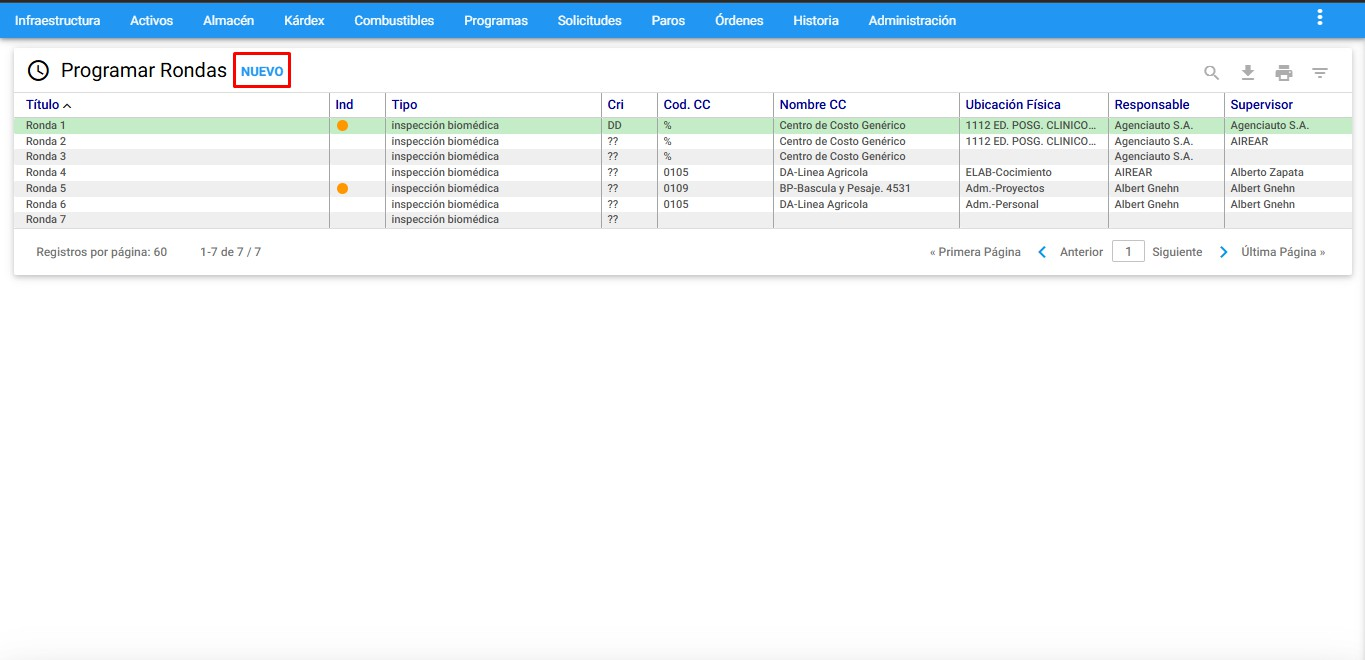 Infraestructura Activos Almacén Kárdex Combustibles Programas Solicitudes Paros Órdenes Historia Administración
Programar Rondas NUEVO
Título Ind Tipo Cri Cod. CC Nombre CC Ubicación Física Responsable Supervisor
Ronda 1 inspección biomédica DD % Centro de Costo Genérico 1112 ED. POSG. CLINICO... Agenciauto S.A. Agenciauto S.A.
Ronda 2 inspección biomédica ?? % Centro de Costo Genérico 1112 ED. POSG. CLINICO... Agenciauto S.A. AIREAR
Ronda 3 inspección biomédica ?? % Centro de Costo Genérico Agenciauto S.A.
Ronda 4 inspección biomédica ?? 0105 DA-Linea Agricola ELAB-Cocimiento AIREAR Alberto Zapata
Ronda 5 inspección biomédica ?? 0109 BP-Bascula y Pesaje. 4531 Adm.-Proyectos Albert Gnehn Albert Gnehn
Ronda 6 inspección biomédica ?? 0105 DA-Linea Agricola Adm.-Personal Albert Gnehn Albert Gnehn
Ronda 7 inspección biomédica ??
Registros por página: 60 1-7 de 7 / 7 « Primera Página Anterior 1 Siguiente Última Página »